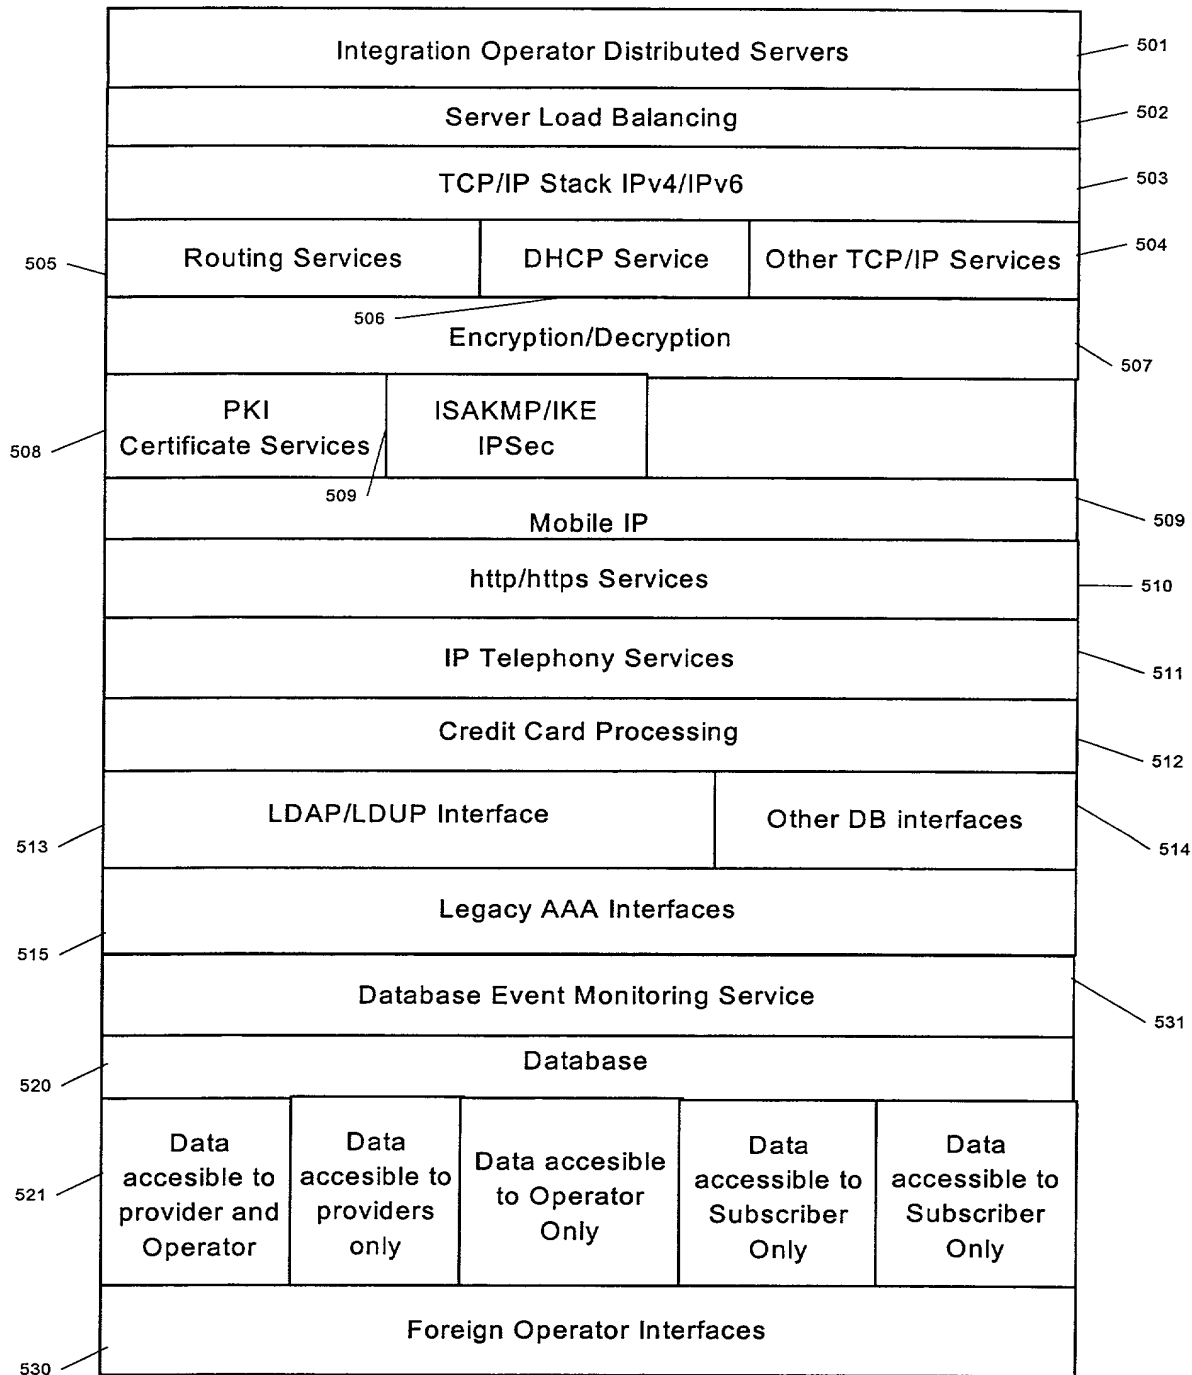 Integration Operator Distributed Servers
501
Server Load Balancing
502
TCP/IP Stack IPv4/IPv6
503
505
Routing Services
DHCP Service
Other TCP/IP Services
504
506
Encryption/Decryption
507
508
PKI
Certificate Services
ISAKMP/IKE
IPSec
509
Mobile IP
509
http/https Services
510
IP Telephony Services
511
Credit Card Processing
512
513
LDAP/LDUP Interface
Other DB interfaces
514
Legacy AAA Interfaces
515
Database Event Monitoring Service
531
Database
520
521
Data
accesible to
provider and
Operator
Data
accesible to
providers
only
Data accesible
to Operator
Only
Data
accessible to
Subscriber
Only
Data
accessible to
Subscriber
Only
Foreign Operator Interfaces
530